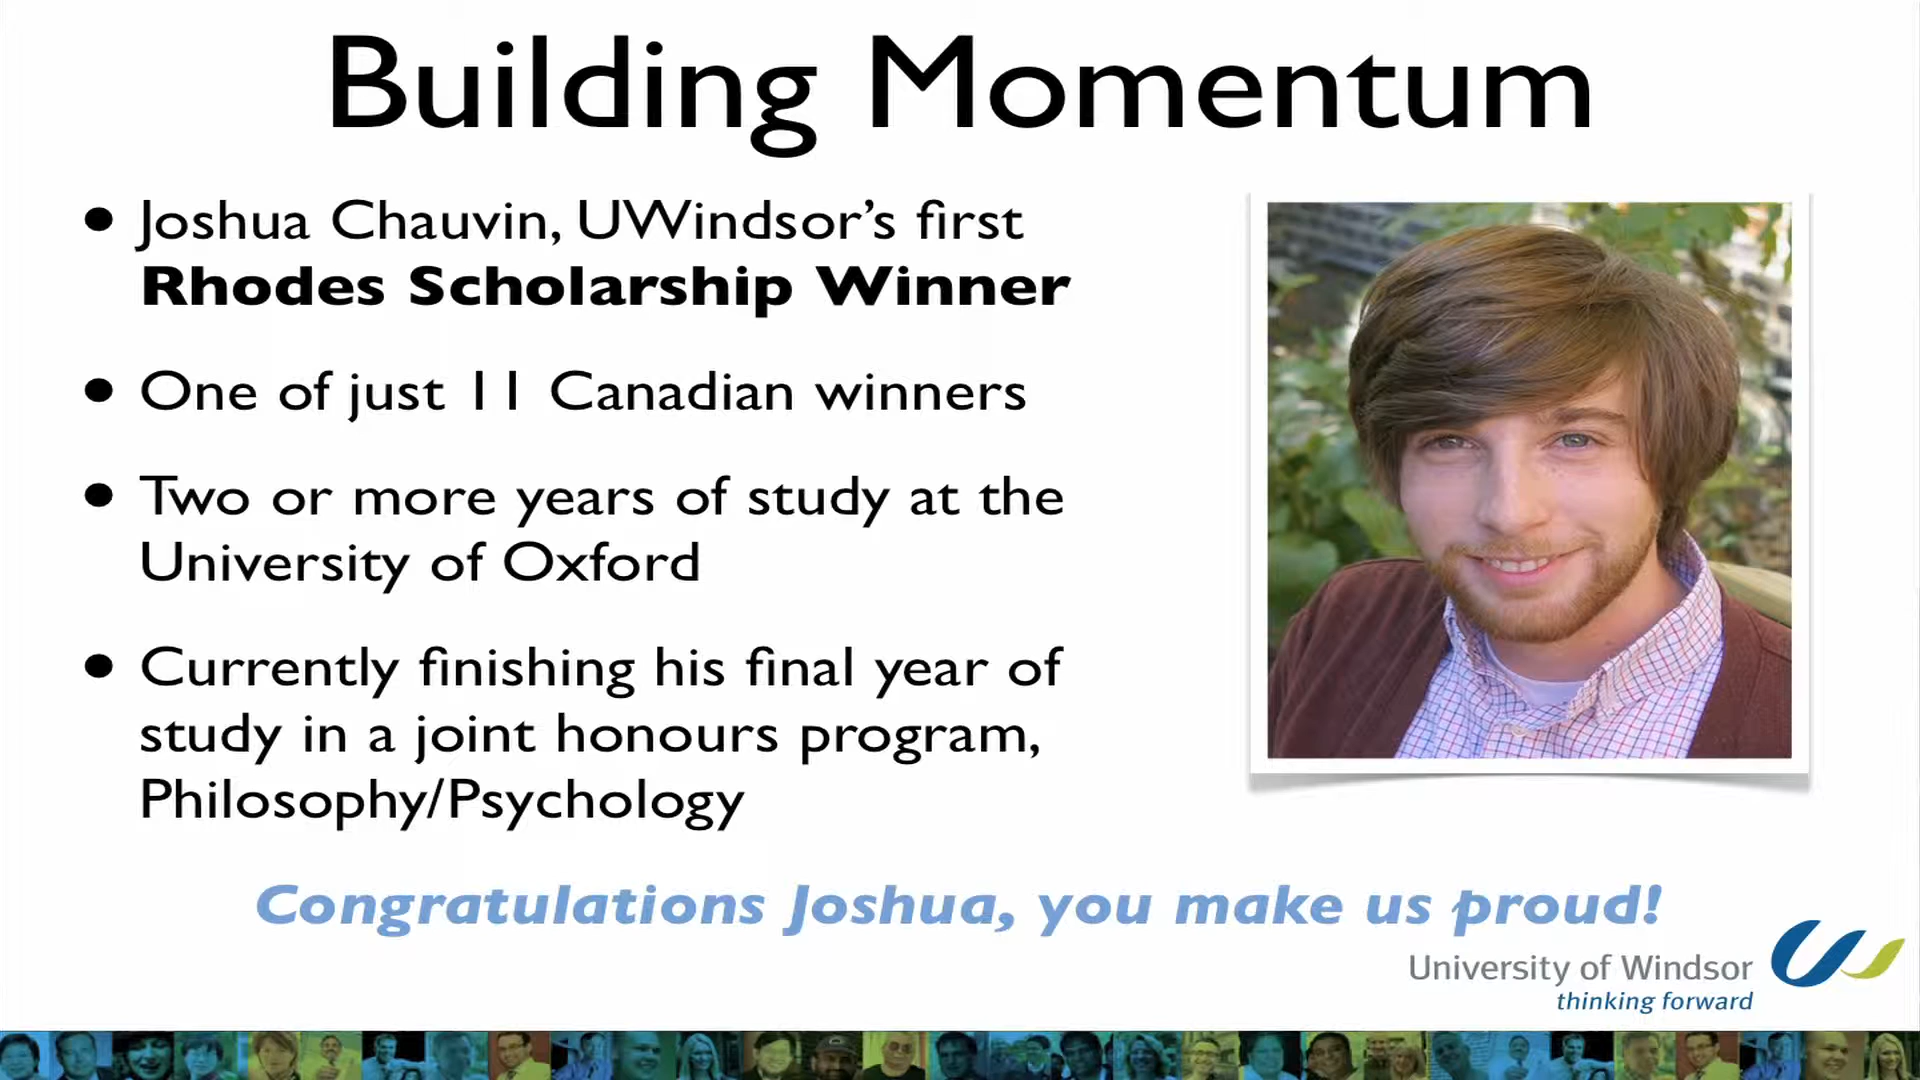 Building Momentum
• Joshua Chauvin, UWindsor’s first
Rhodes Scholarship Winner
• One of just 11 Canadian winners
• Two or more years of study at the
University of Oxford
• Currently finishing his final year of
study in a joint honours program,
Philosophy/Psychology
Congratulations Joshua, you make us proud!
University of Windsor
thinking forward